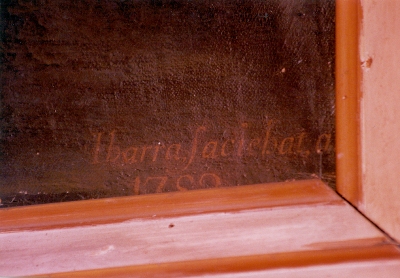 Ibarra faciebat, a